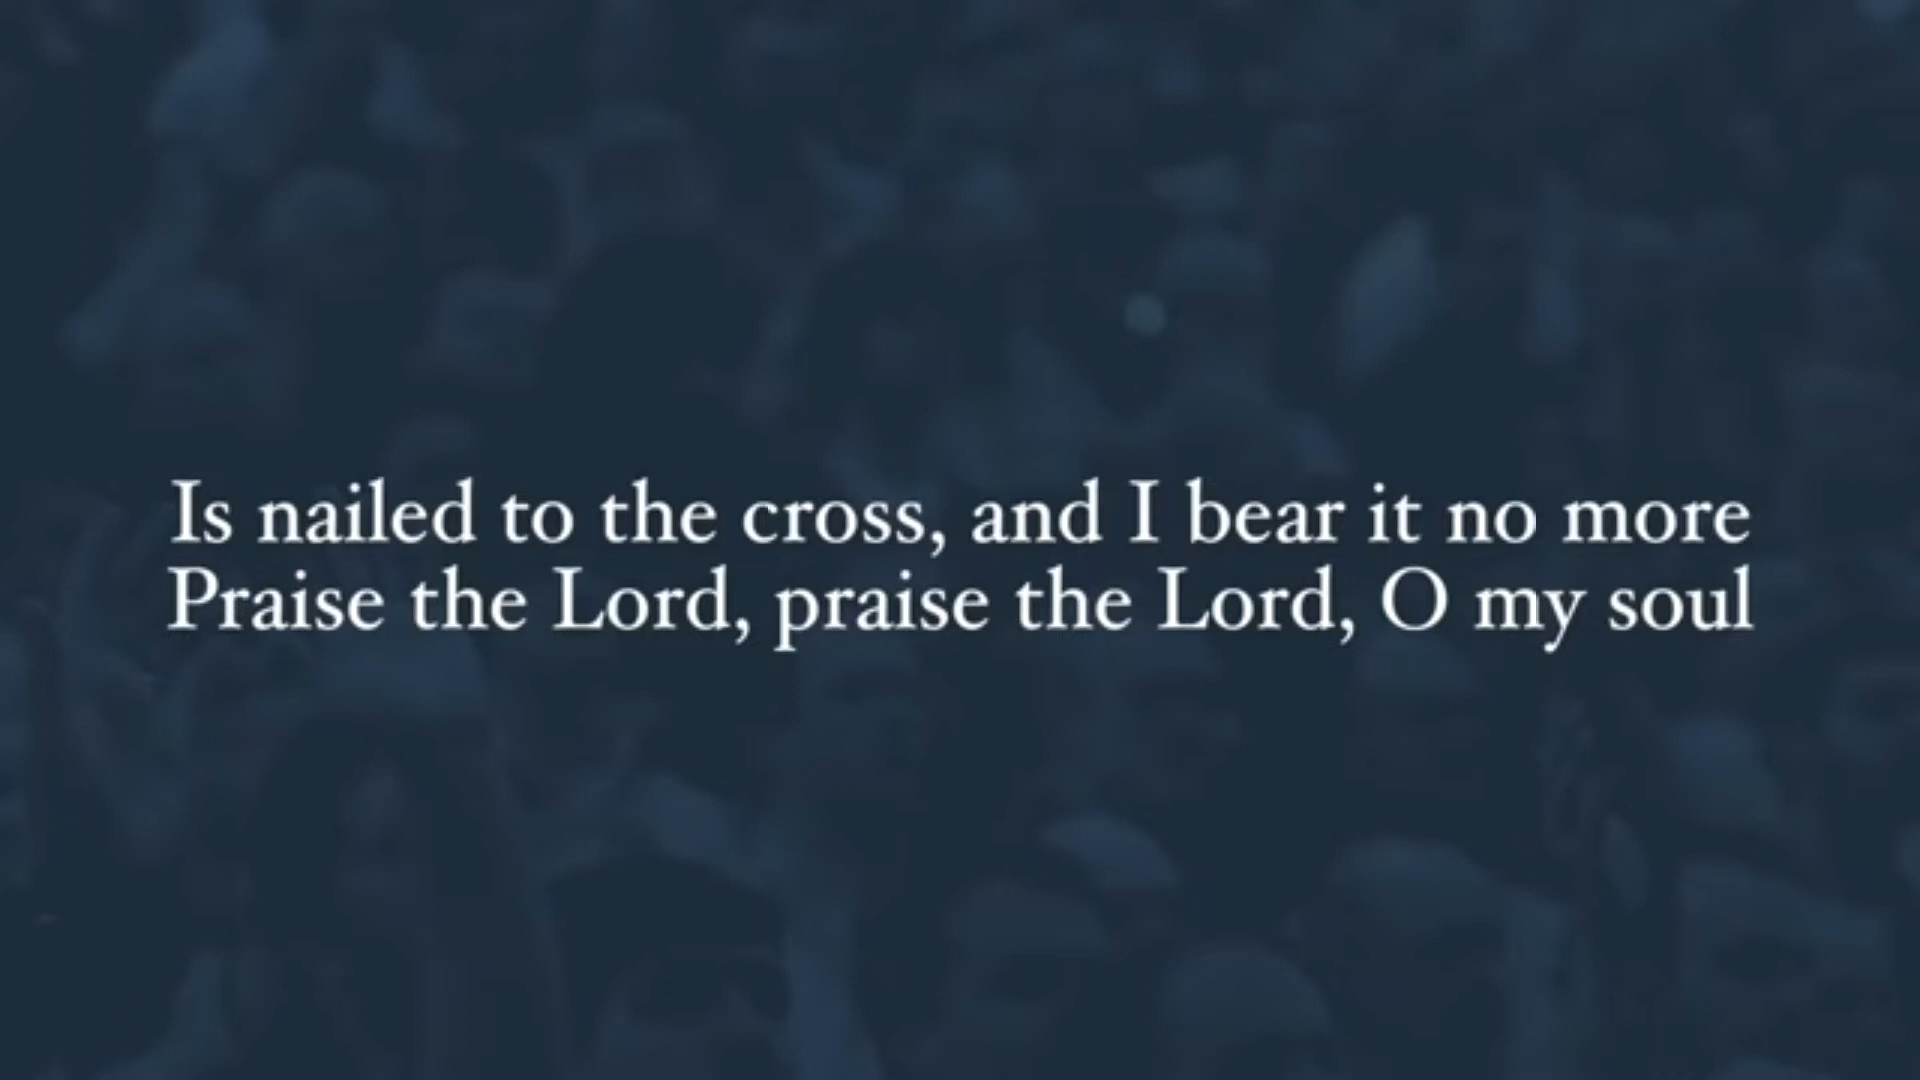 Is nailed to the cross, and I bear it no more
Praise the Lord, praise the Lord, O my soul